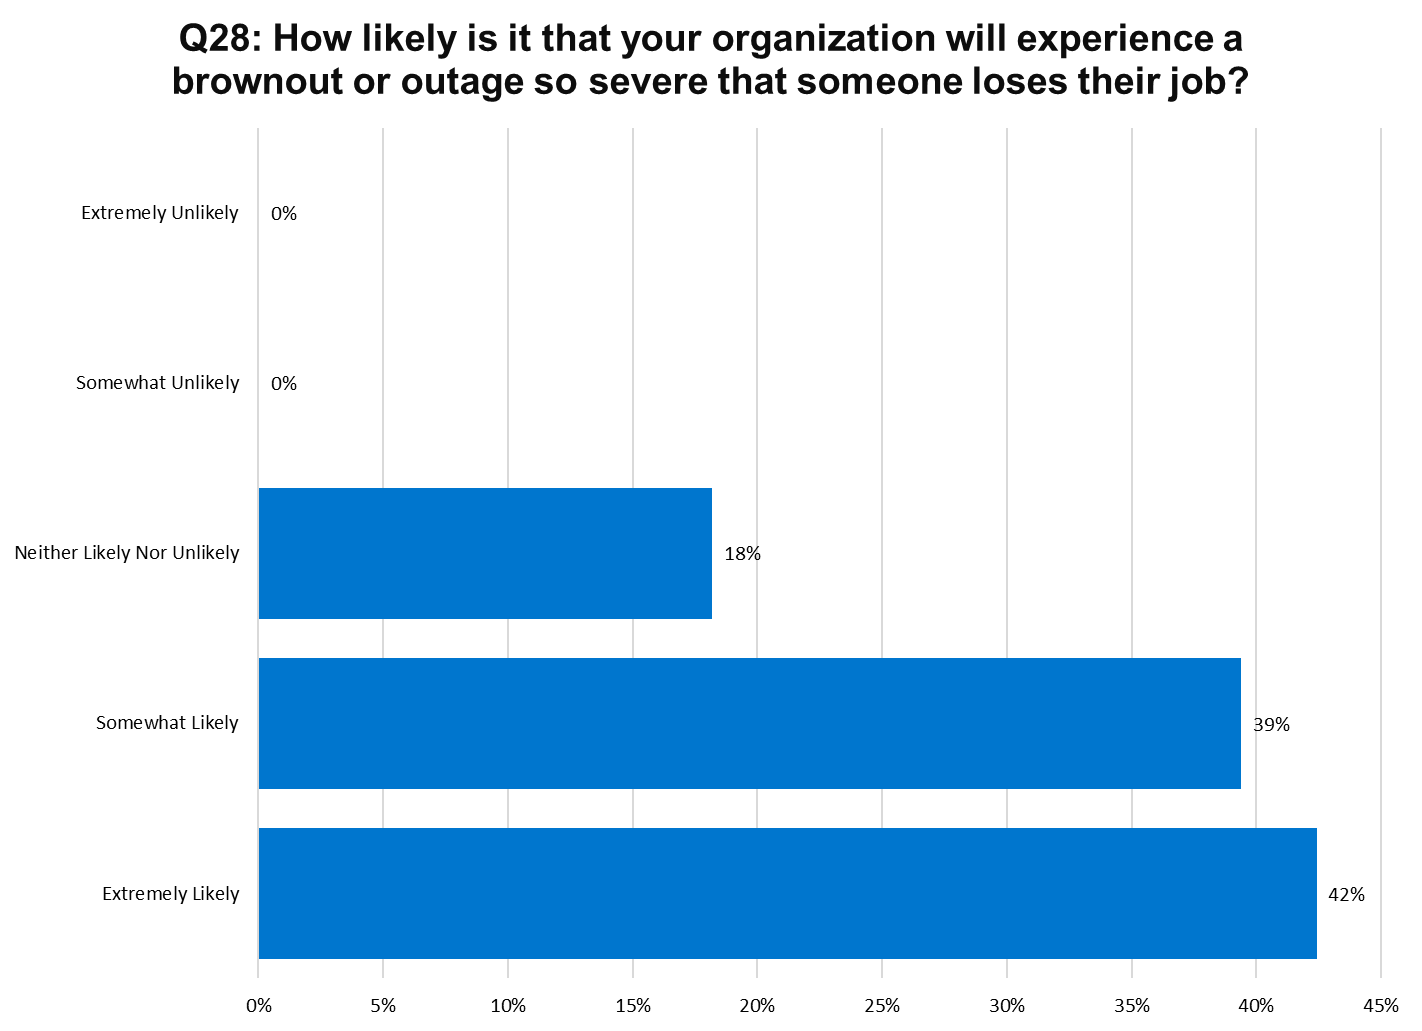 Q28: How likely is it that your organization will experience a
brownout or outage so severe that someone loses their job?
Extremely Unlikely 0%
Somewhat Unlikely 0%
Neither Likely Nor Unlikely 18%
Somewhat Likely 39%
Extremely Likely 42%
0% 5% 10% 15% 20% 25% 30% 35% 40% 45%